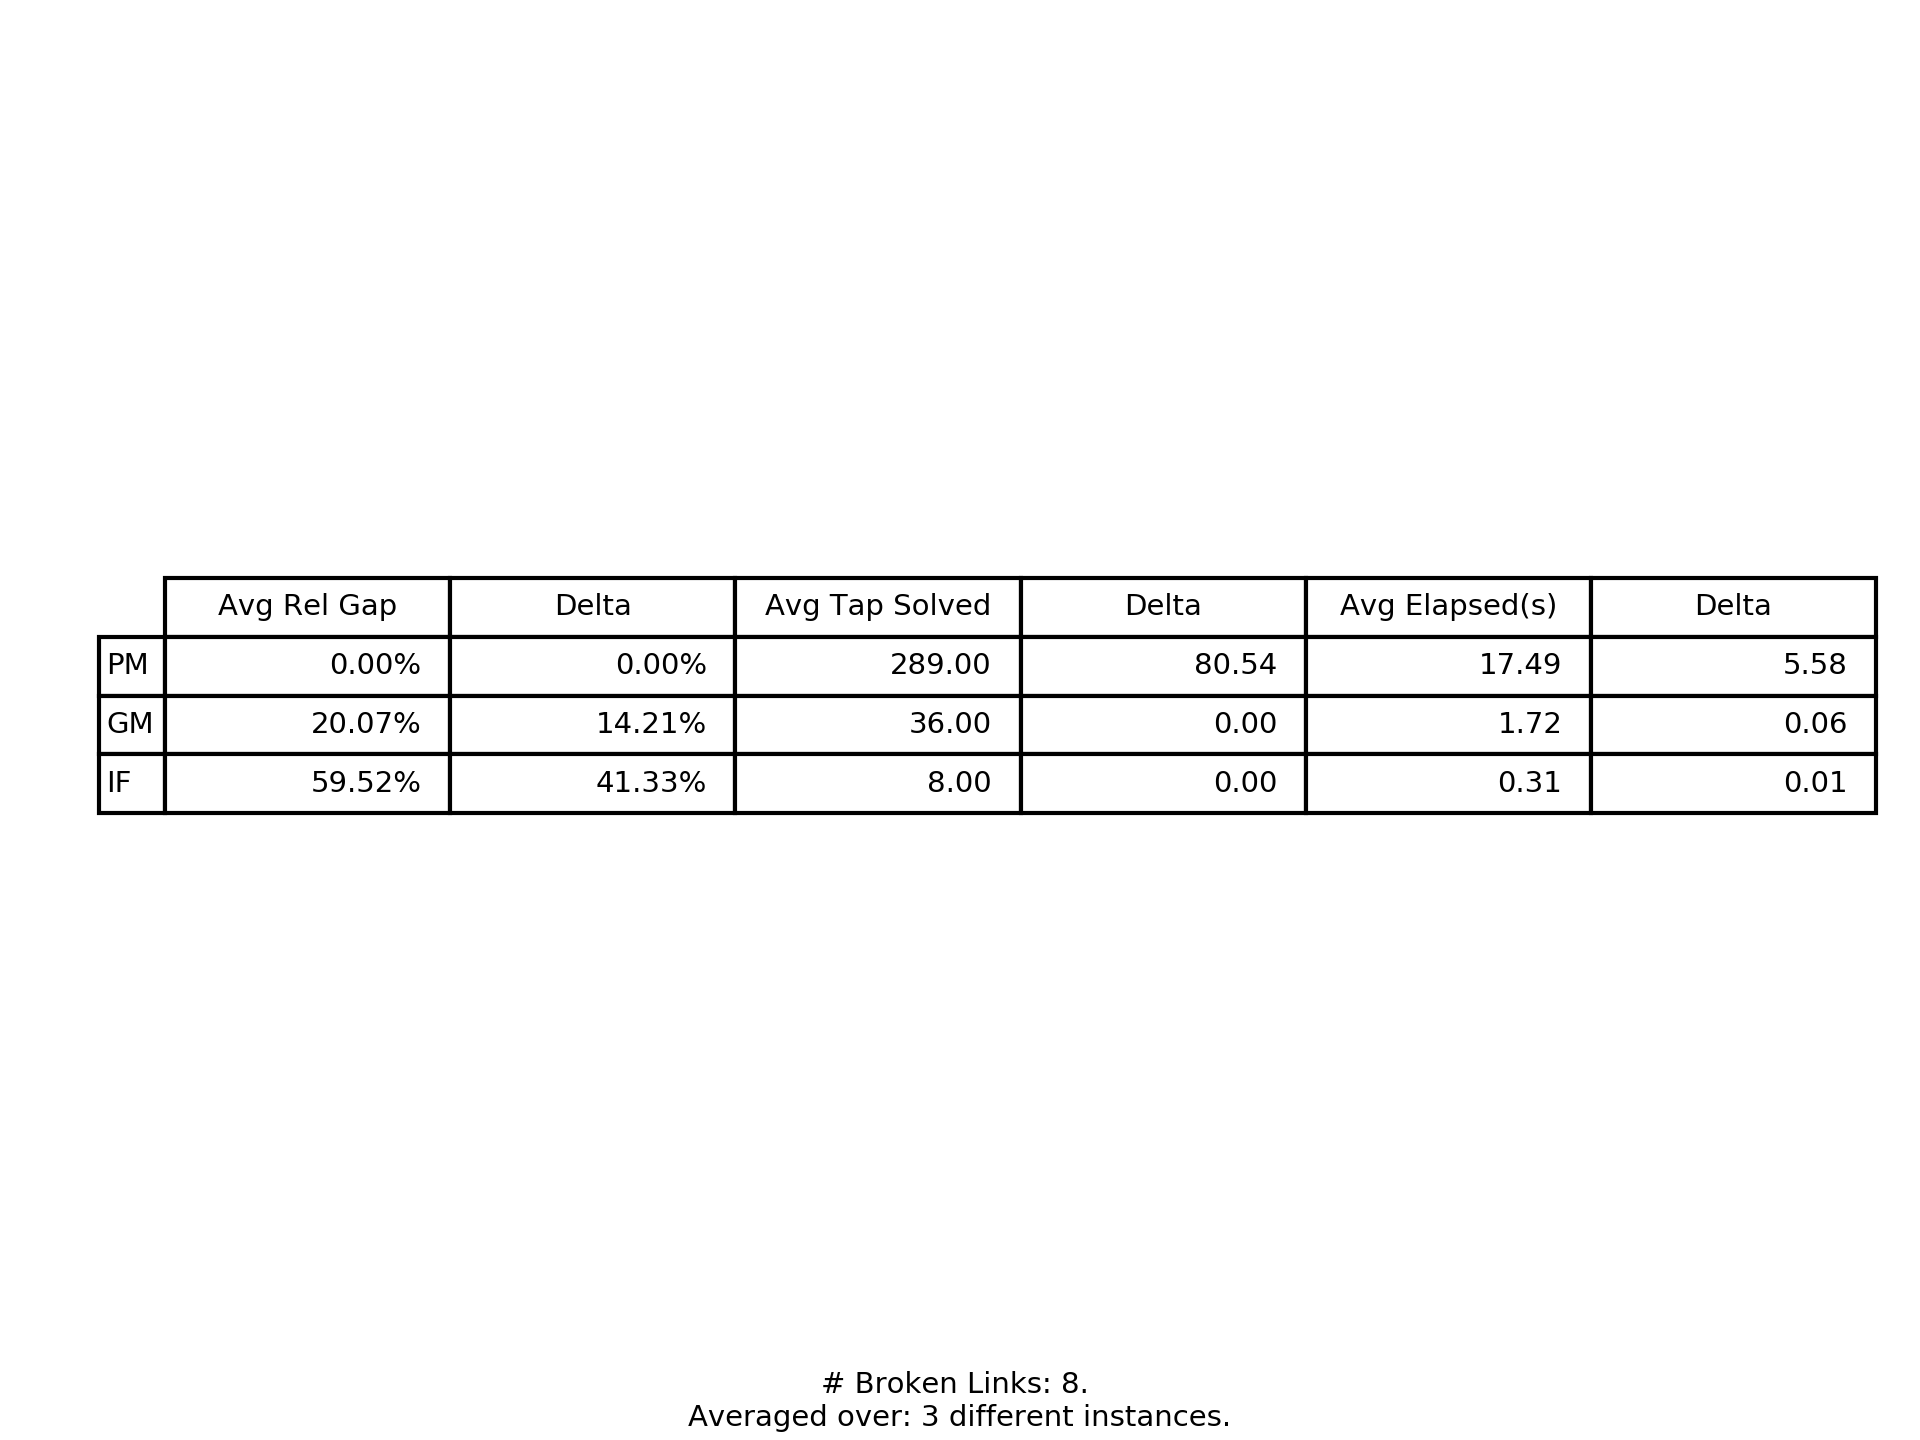 Avg Rel Gap Delta Avg Tap Solved Delta Avg Elapsed(s) Delta
PM 0.00% 0.00% 289.00 80.54 17.49 5.58
GM 20.07% 14.21% 36.00 0.00 1.72 0.06
IF 59.52% 41.33% 8.00 0.00 0.31 0.01
# Broken Links: 8.
Averaged over: 3 different instances.